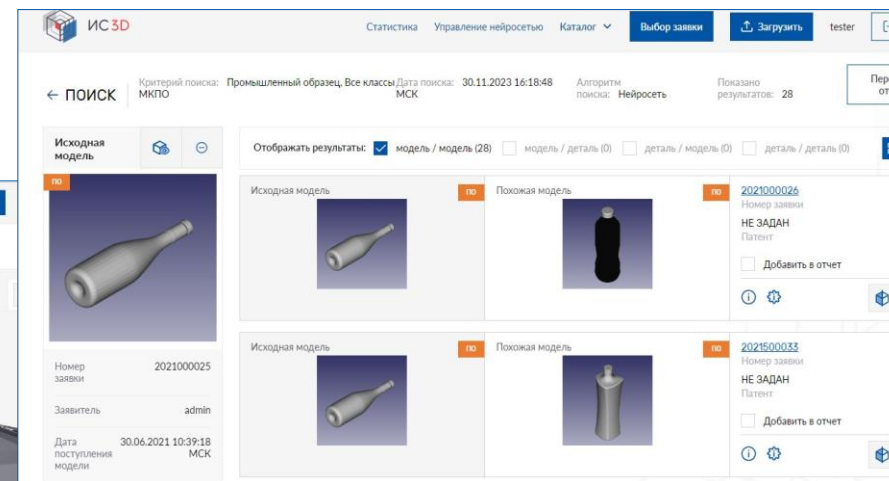 ИС 3D
Статистика Управление нейросетью Каталог Выбор заявки Загрузить tester
← ПОИСК
Критерий поиска: Промышленный образец, Все классы
МКПО
Дата поиска: 30.11.2023 16:18:48
МСК
Алгоритм
поиска: Нейросеть
Показано
результатов: 28
Исходная
модель
Отображать результаты: модель / модель (28) модель / деталь (0) деталь / модель (0) деталь / деталь (0)
ПО
Исходная модель ПО Похожая модель ПО
2021000026
Номер заявки
НЕ ЗАДАН
Патент
Добавить в отчет
Исходная модель ПО Похожая модель ПО
2021500033
Номер заявки
НЕ ЗАДАН
Патент
Добавить в отчет
Номер
заявки
2021000025
Заявитель admin
Дата
поступления
модели
30.06.2021 10:39:18
МСК